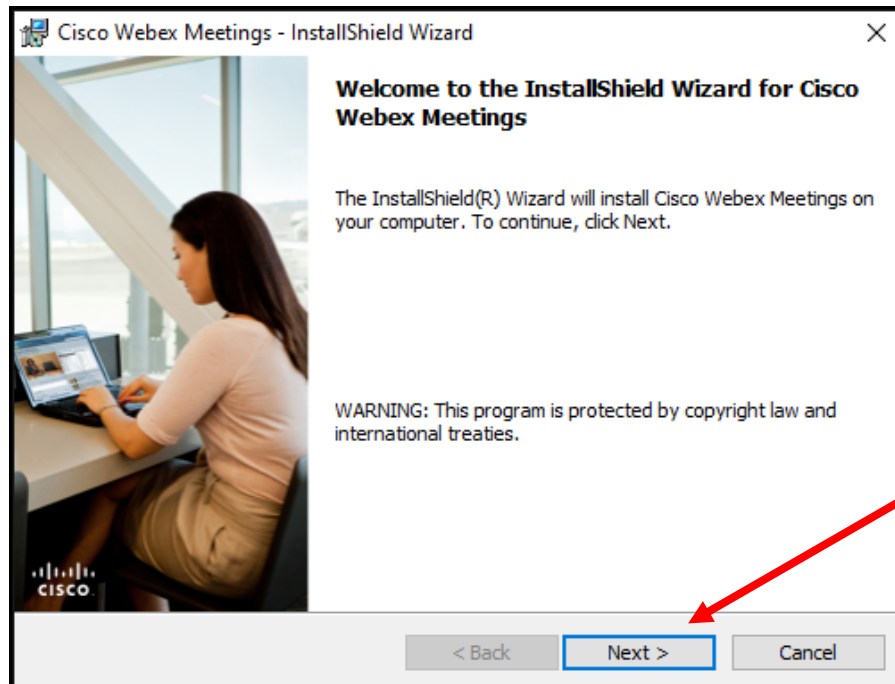 Cisco Webex Meetings - InstallShield Wizard
Welcome to the InstallShield Wizard for Cisco
Webex Meetings
The InstallShield(R) Wizard will install Cisco Webex Meetings on
your computer. To continue, click Next.
WARNING: This program is protected by copyright law and
international treaties.
CISCO
< Back
Next >
Cancel